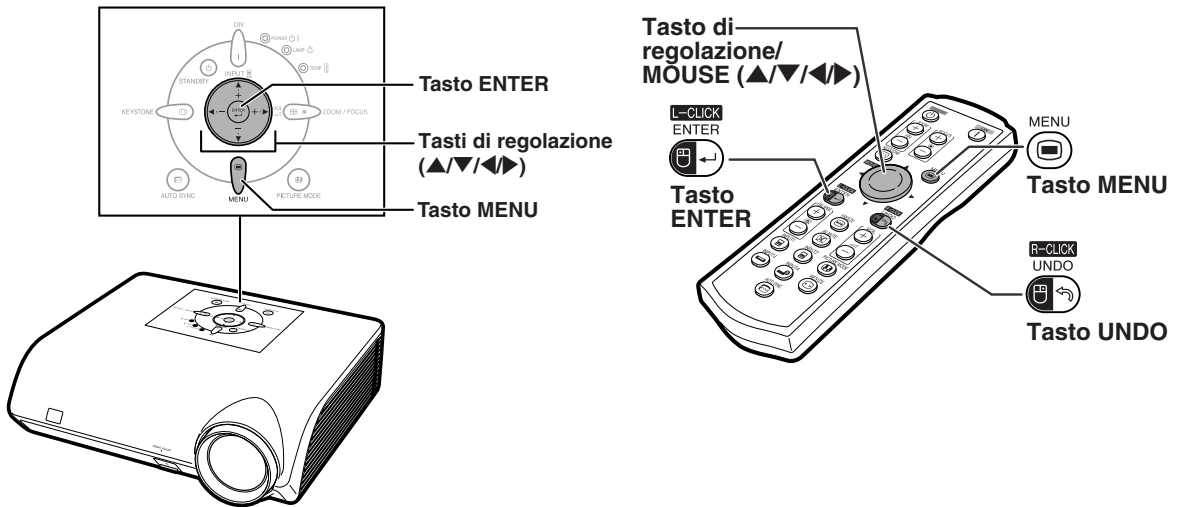 ON
POWER
LAMP
TEMP.
STANDBY
INPUT
Tasto ENTER
KEYSTONE
ENTER
VOL
ZOOM / FOCUS
Tasti di regolazione
(▲/▼/◀/▶)
AUTO SYNC
MENU
PICTURE MODE
Tasto MENU
Tasto di
regolazione/
MOUSE (▲/▼/◀/▶)
L-CLICK
ENTER
Tasto
ENTER
MENU
Tasto MENU
R-CLICK
UNDO
Tasto UNDO